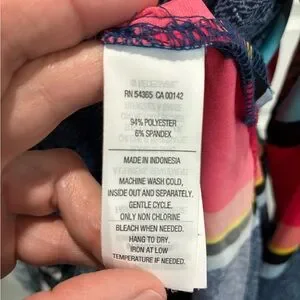 RN 54365 CA 00142
94% POLYESTER
6% SPANDEX
MADE IN INDONESIA
MACHINE WASH COLD,
INSIDE OUT AND SEPARATELY.
GENTLE CYCLE.
ONLY NON CHLORINE
BLEACH WHEN NEEDED.
HANG TO DRY.
IRON AT LOW
TEMPERATURE IF NEEDED.